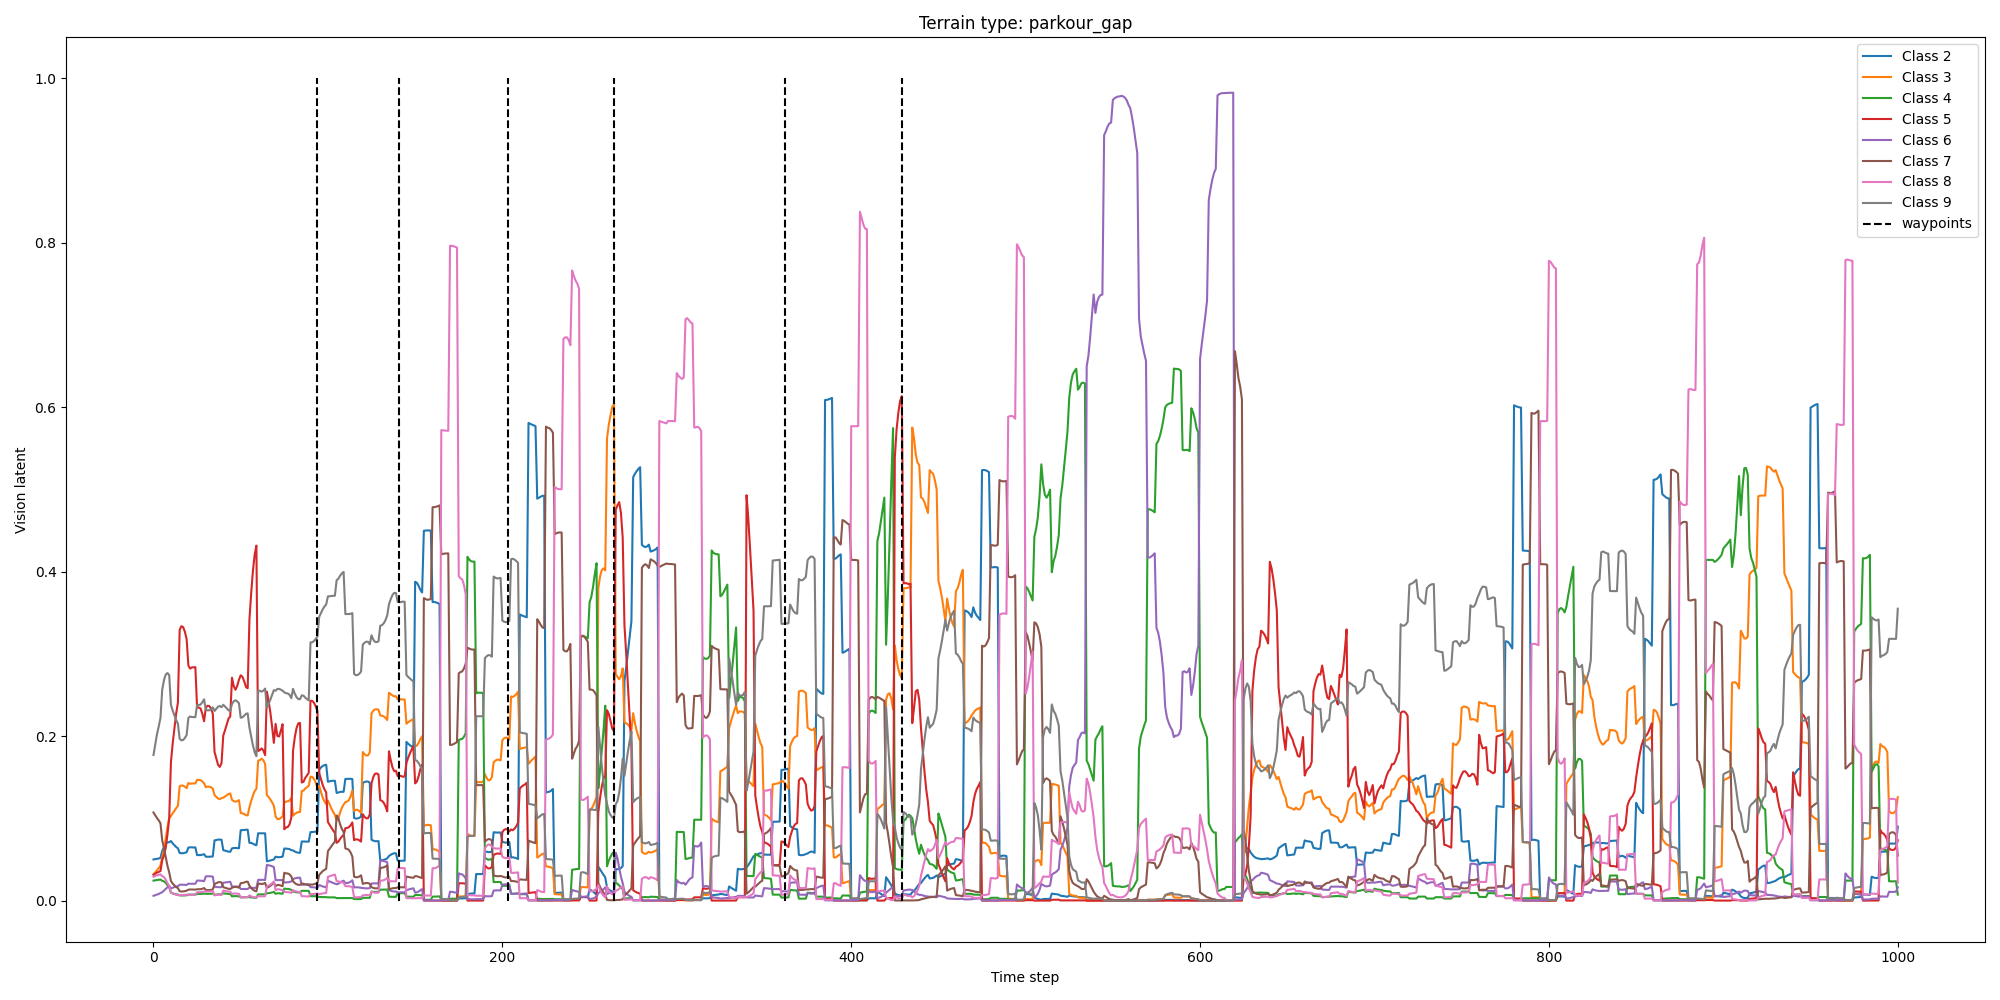 Terrain type: parkour_gap
Vision latent
1.0
0.8
0.6
0.4
0.2
0.0
0
200
400
600
800
1000
Time step
Class 2
Class 3
Class 4
Class 5
Class 6
Class 7
Class 8
Class 9
waypoints